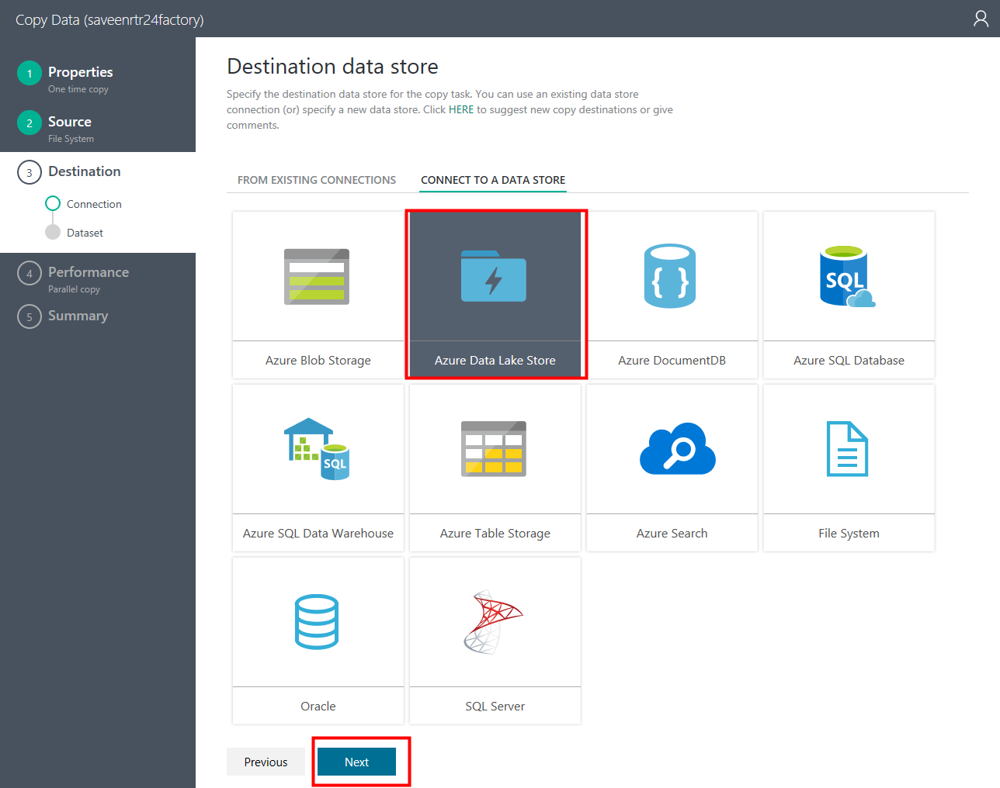 Copy Data (saveenrtr24factory)
1 Properties
One time copy
2 Source
File System
3 Destination
Connection
Dataset
4 Performance
Parallel copy
5 Summary
Destination data store
Specify the destination data store for the copy task. You can use an existing data store
connection (or) specify a new data store. Click HERE to suggest new copy destinations or give
comments.
FROM EXISTING CONNECTIONS CONNECT TO A DATA STORE
{ } SQL
Azure Blob Storage Azure Data Lake Store Azure DocumentDB Azure SQL Database
SQL
Azure SQL Data Warehouse Azure Table Storage Azure Search File System
Oracle SQL Server
Previous Next